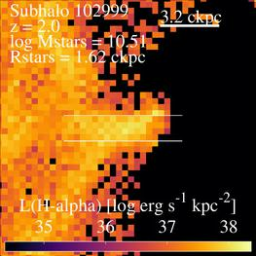 Subhalo 102999
3.2 ckpc
z = 2.0
log Mstars = 10.51
Rstars = 1.62 ckpc
L(H-alpha) [log erg s⁻¹ kpc⁻²]
35 36 37 38